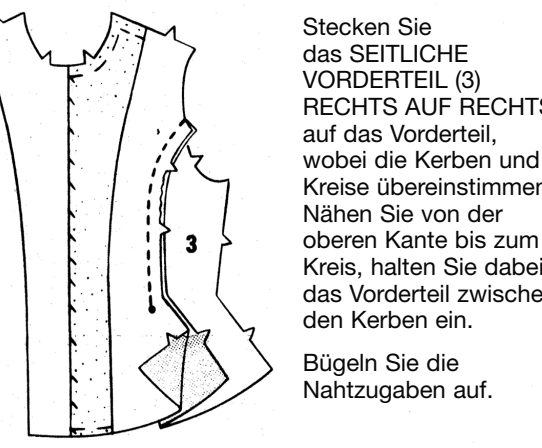 Stecken Sie
das SEITLICHE
VORDERTEIL (3)
RECHTS AUF RECHTS
auf das Vorderteil,
wobei die Kerben und
Kreise übereinstimmen
Nähen Sie von der
oberen Kante bis zum
Kreis, halten Sie dabei
das Vorderteil zwische
den Kerben ein.
Bügeln Sie die
Nahtzugaben auf.
3